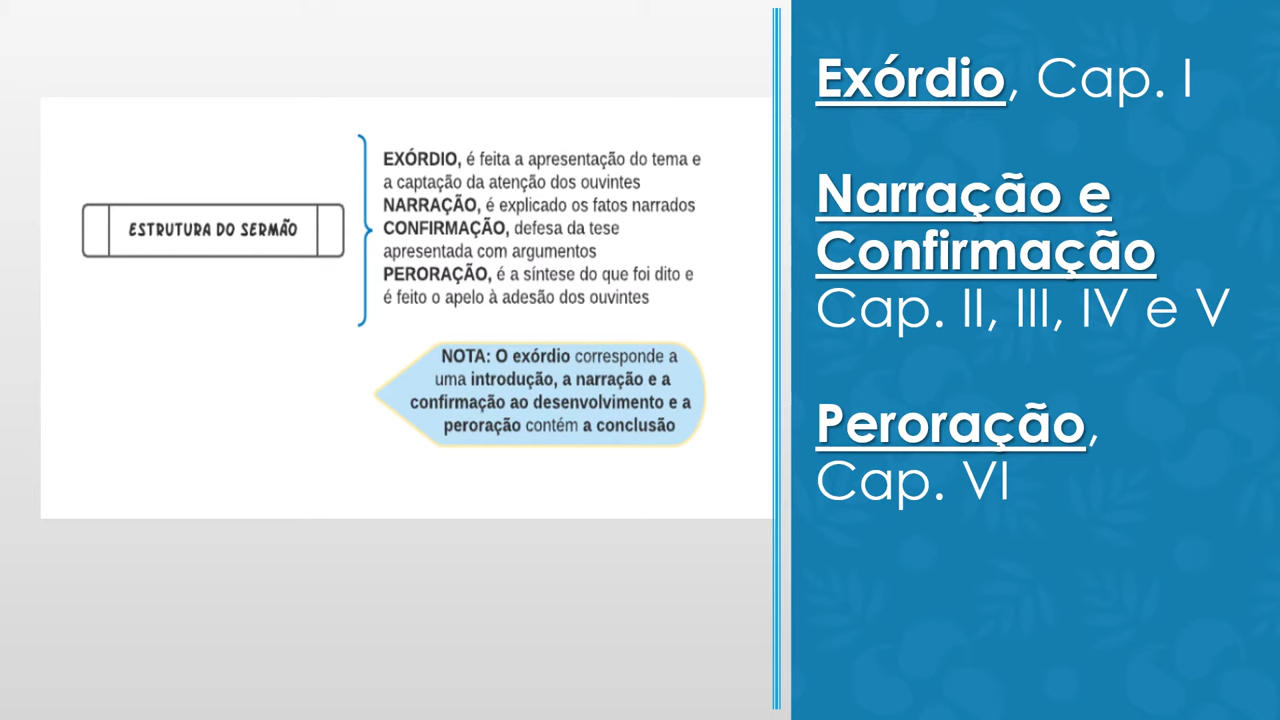 ESTRUTURA DO SERMÃO
EXÓRDIO, é feita a apresentação do tema e
a captação da atenção dos ouvintes
NARRAÇÃO, é explicado os fatos narrados
CONFIRMAÇÃO, defesa da tese
apresentada com argumentos
PERORAÇÃO, é a síntese do que foi dito e
é feito o apelo à adesão dos ouvintes
NOTA: O exórdio corresponde a
uma introdução, a narração e a
confirmação ao desenvolvimento e a
peroração contém a conclusão
Exórdio, Cap. I
Narração e
Confirmação
Cap. II, III, IV e V
Peroração,
Cap. VI